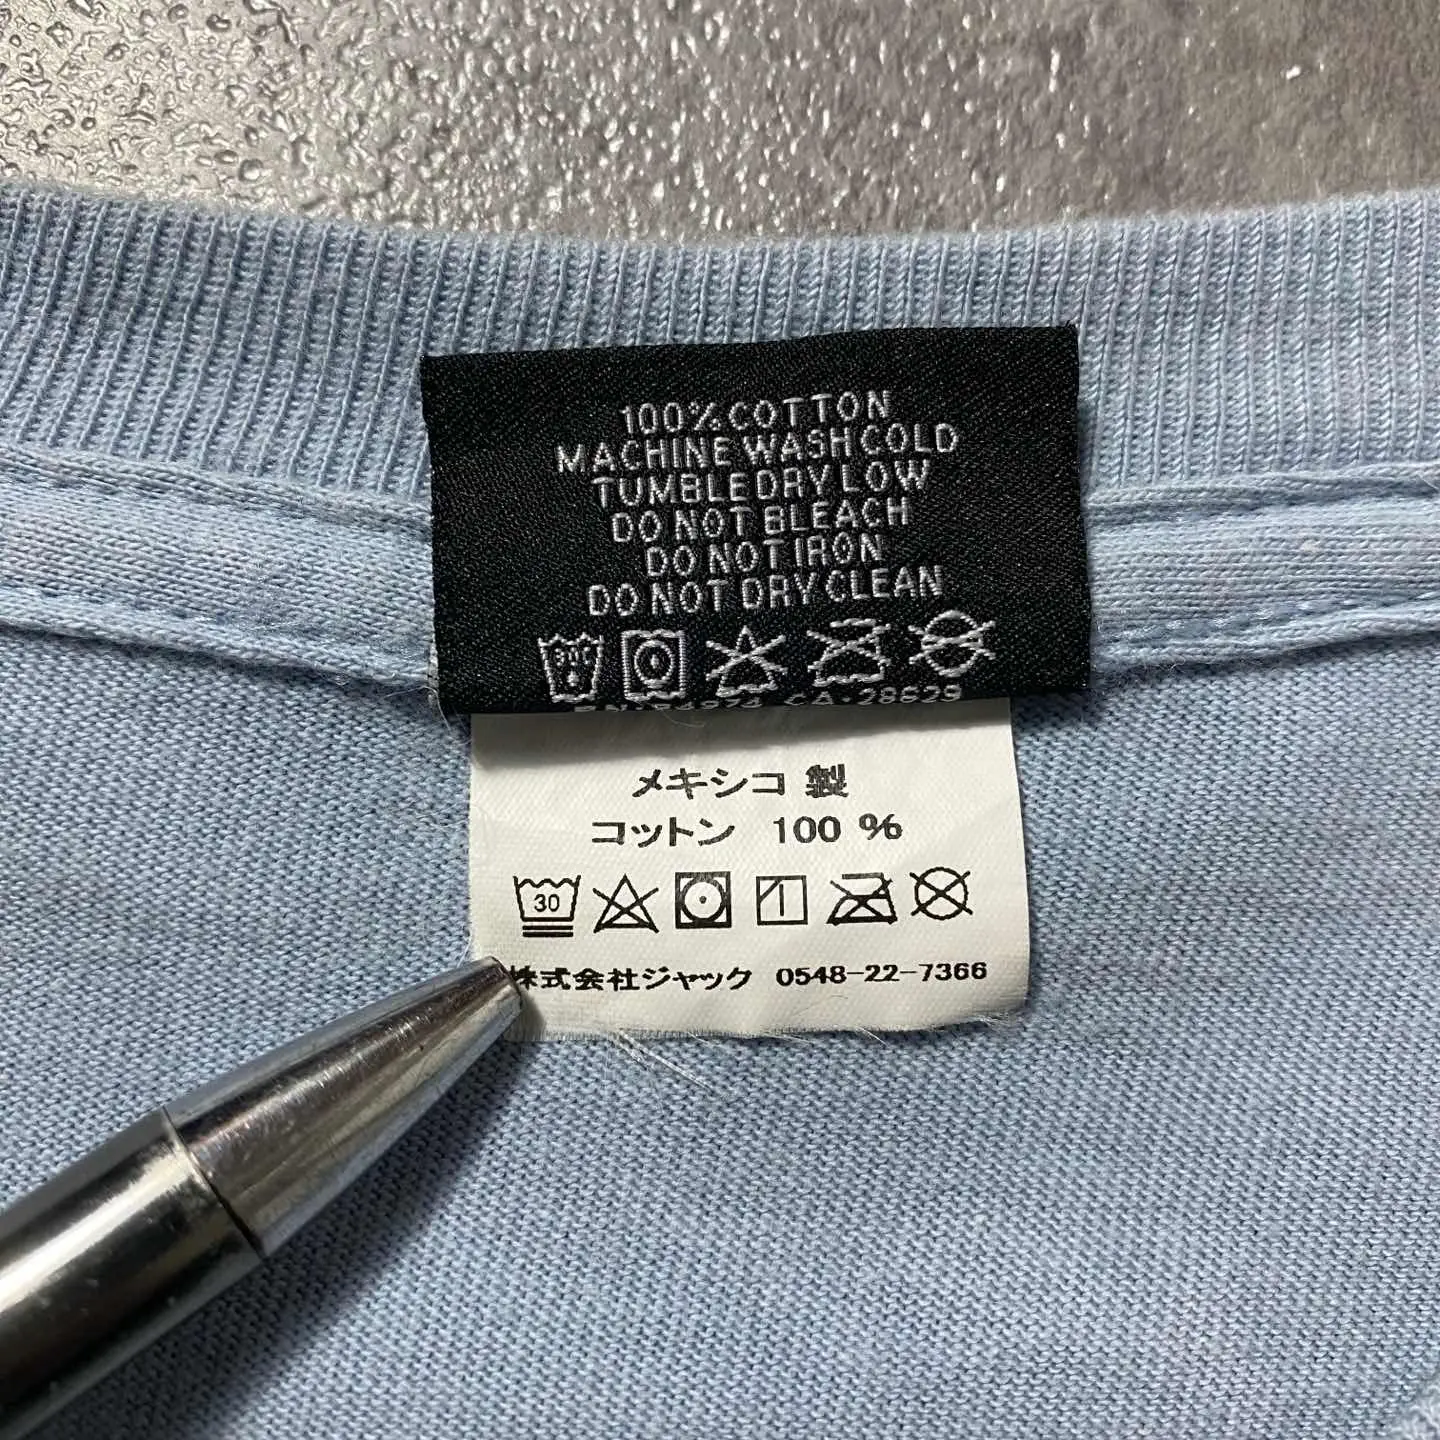 100% COTTON
MACHINE WASH COLD
TUMBLE DRY LOW
DO NOT BLEACH
DO NOT IRON
DO NOT DRY CLEAN
CA·28629
メキシコ 製
コットン 100 %
30
株式会社ジャック 0548-22-7366